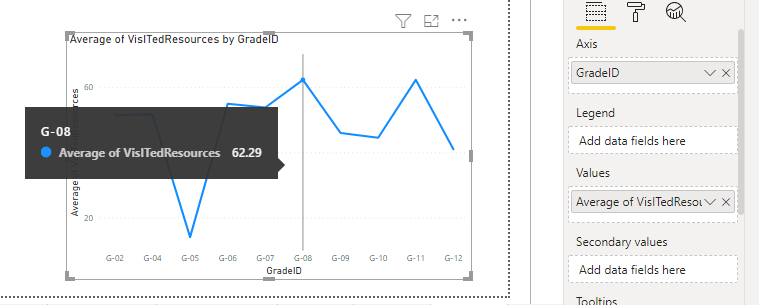 Average of VisITedResources by GradeID
60
G-08
Average of VisITedResources 62.29
20
G-02 G-04 G-05 G-06 G-07 G-08 G-09 G-10 G-11 G-12
GradeID
Axis
GradeID
Legend
Add data fields here
Values
Average of VisITedResou
Secondary values
Add data fields here
Tooltips